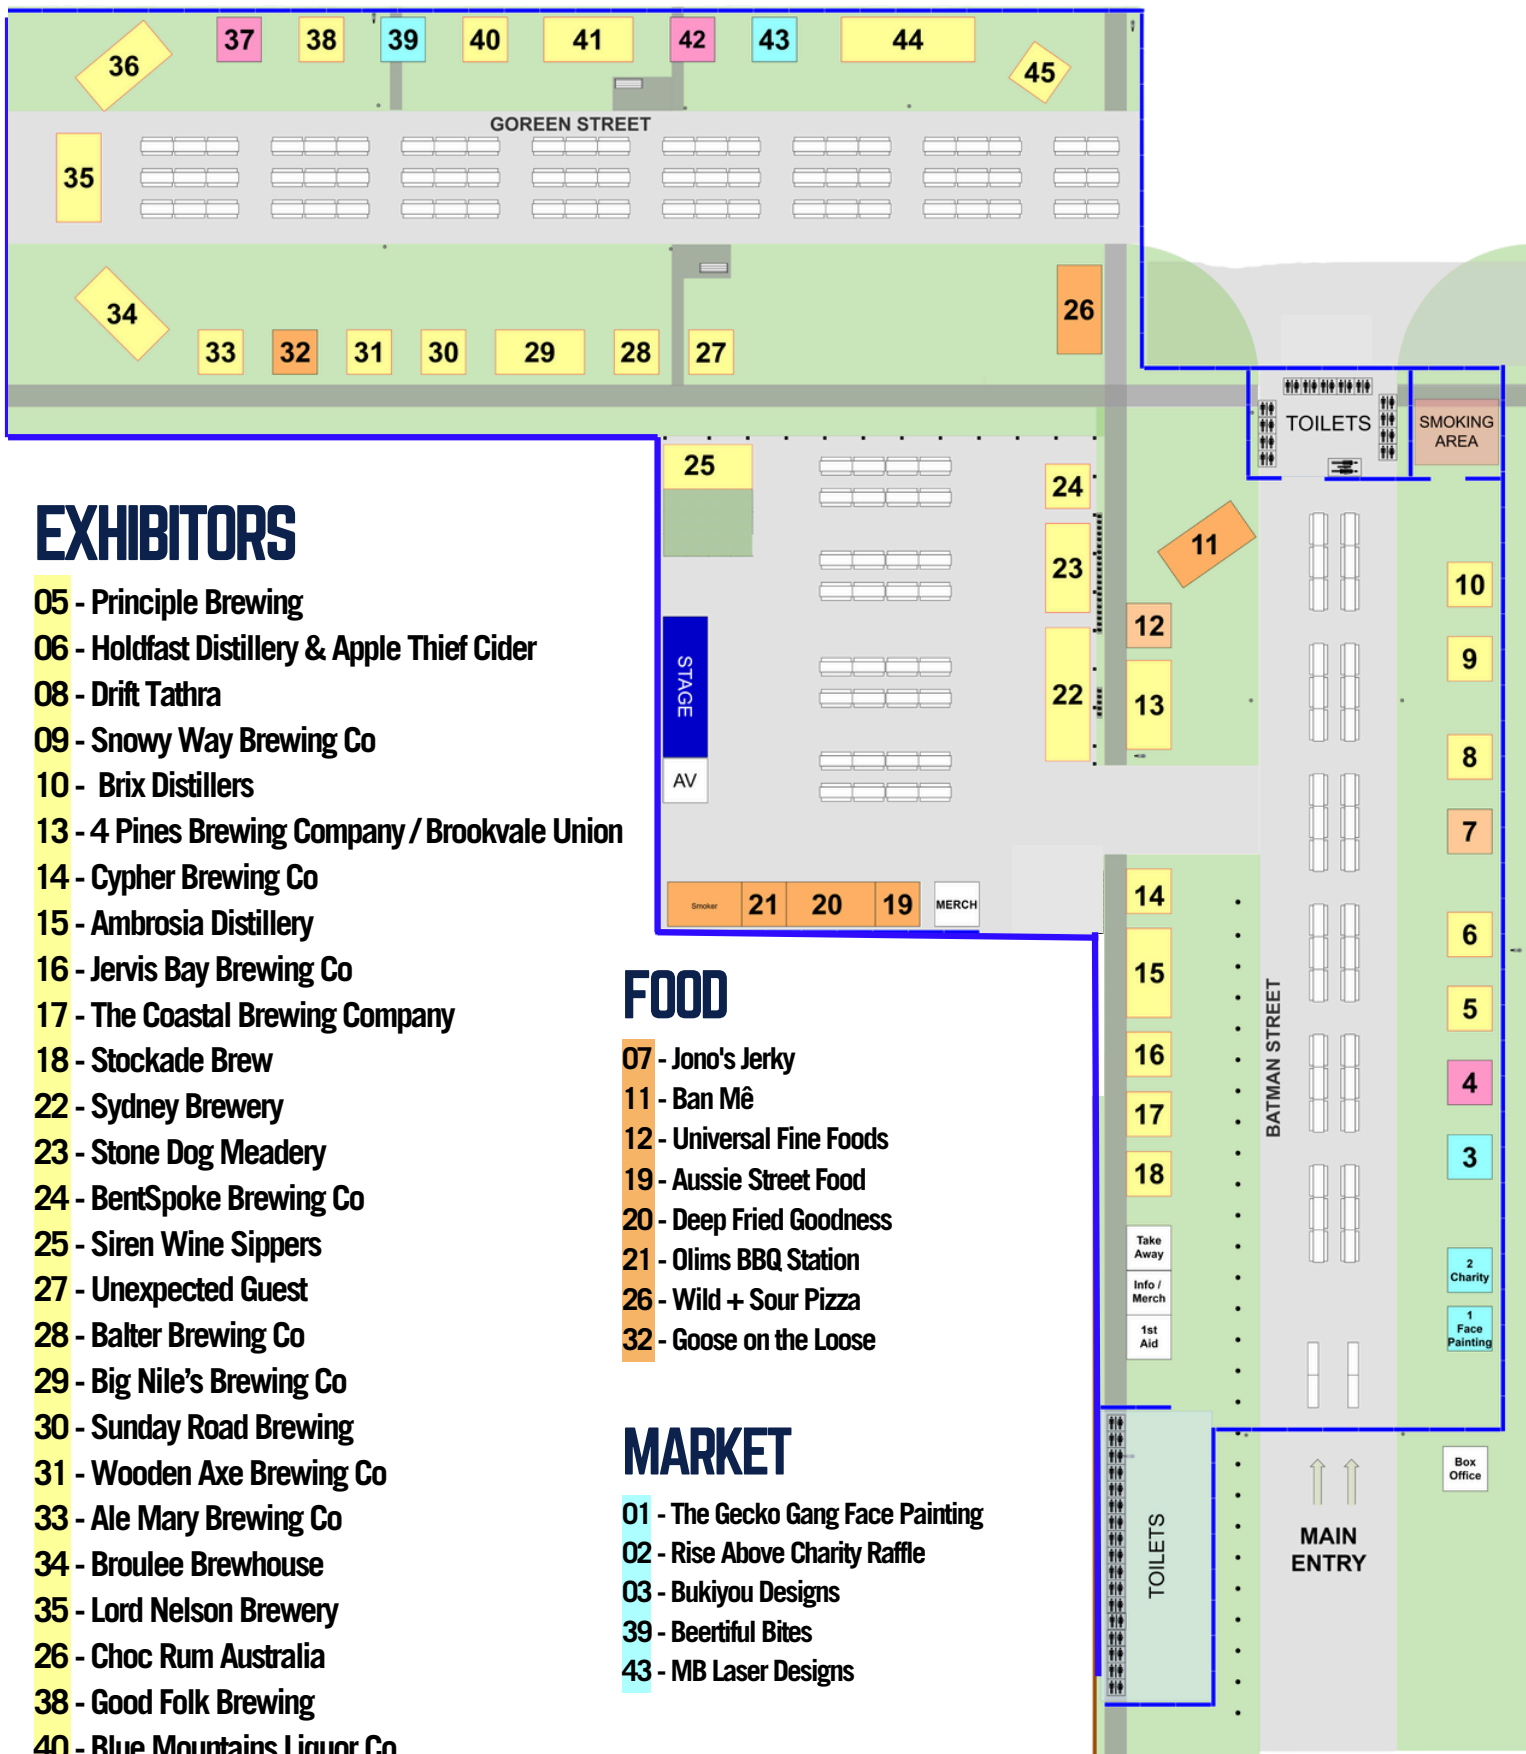 37
38
39
40
41
42
43
44
45
36
GOREEN STREET
35
34
33
32
31
30
29
28
27
26
TOILETS
SMOKING
AREA
25
24
23
22
STAGE
AV
11
12
13
10
9
8
7
6
5
4
3
2
Charity
1
Face
Painting
Smoker
21
20
19
MERCH
14
15
16
17
18
BATMAN STREET
Take
Away
Info /
Merch
1st
Aid
TOILETS
Box
Office
MAIN
ENTRY
EXHIBITORS
05 - Principle Brewing
06 - Holdfast Distillery & Apple Thief Cider
08 - Drift Tathra
09 - Snowy Way Brewing Co
10 - Brix Distillers
13 - 4 Pines Brewing Company / Brookvale Union
14 - Cypher Brewing Co
15 - Ambrosia Distillery
16 - Jervis Bay Brewing Co
17 - The Coastal Brewing Company
18 - Stockade Brew
22 - Sydney Brewery
23 - Stone Dog Meadery
24 - BentSpoke Brewing Co
25 - Siren Wine Sippers
27 - Unexpected Guest
28 - Balter Brewing Co
29 - Big Nile's Brewing Co
30 - Sunday Road Brewing
31 - Wooden Axe Brewing Co
33 - Ale Mary Brewing Co
34 - Broulee Brewhouse
35 - Lord Nelson Brewery
26 - Choc Rum Australia
38 - Good Folk Brewing
40 - Blue Mountains Liquor Co
FOOD
07 - Jono's Jerky
11 - Ban Mê
12 - Universal Fine Foods
19 - Aussie Street Food
20 - Deep Fried Goodness
21 - Olims BBQ Station
26 - Wild + Sour Pizza
32 - Goose on the Loose
MARKET
01 - The Gecko Gang Face Painting
02 - Rise Above Charity Raffle
03 - Bukiyou Designs
39 - Beertiful Bites
43 - MB Laser Designs